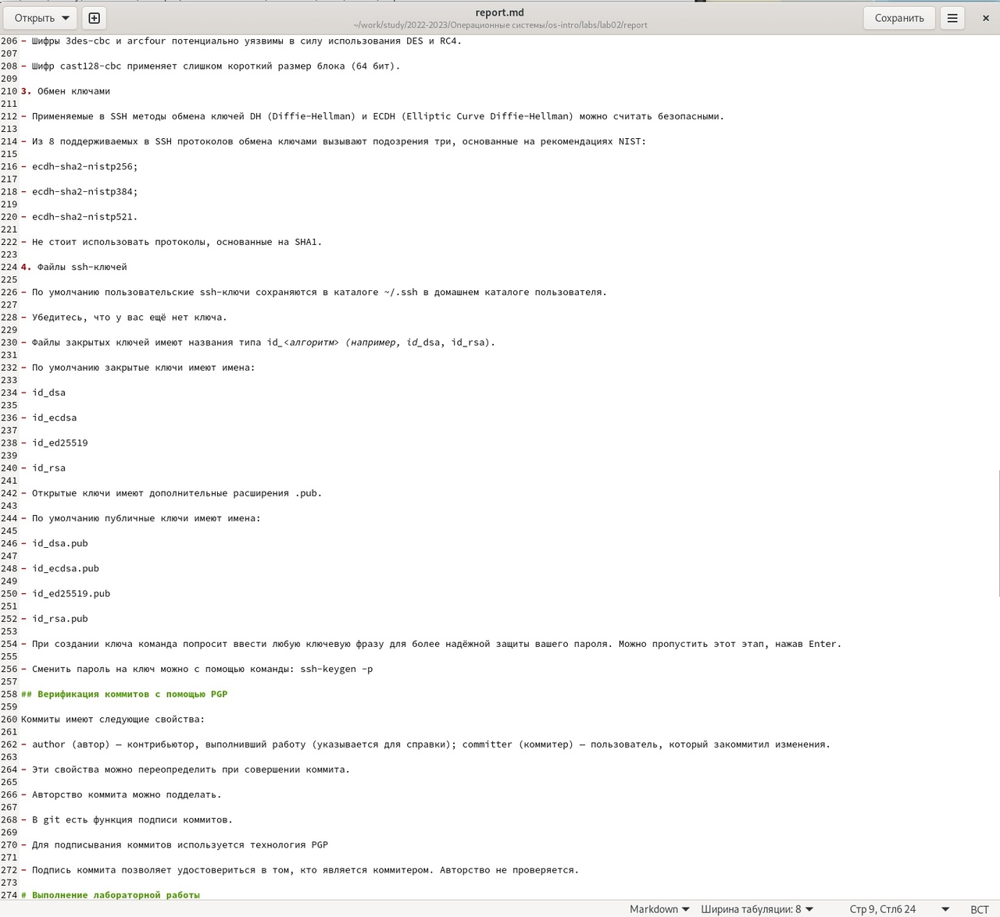 Открыть
report.md
~/work/study/2022-2023/Операционные системы/os-intro/labs/lab02/report
Сохранить
206 - Шифры 3des-cbc и arcfour потенциально уязвимы в силу использования DES и RC4.
207
208 - Шифр cast128-cbc применяет слишком короткий размер блока (64 бит).
209
210 3. Обмен ключами
211
212 - Применяемые в SSH методы обмена ключей DH (Diffie-Hellman) и ECDH (Elliptic Curve Diffie-Hellman) можно считать безопасными.
213
214 - Из 8 поддерживаемых в SSH протоколов обмена ключами вызывают подозрения три, основанные на рекомендациях NIST:
215
216 - ecdh-sha2-nistp256;
217
218 - ecdh-sha2-nistp384;
219
220 - ecdh-sha2-nistp521.
221
222 - Не стоит использовать протоколы, основанные на SHA1.
223
224 4. Файлы ssh-ключей
225
226 - По умолчанию пользовательские ssh-ключи сохраняются в каталоге ~/.ssh в домашнем каталоге пользователя.
227
228 - Убедитесь, что у вас ещё нет ключа.
229
230 - Файлы закрытых ключей имеют названия типа id_<алгоритм> (например, id_dsa, id_rsa).
231
232 - По умолчанию закрытые ключи имеют имена:
233
234 - id_dsa
235
236 - id_ecdsa
237
238 - id_ed25519
239
240 - id_rsa
241
242 - Открытые ключи имеют дополнительные расширения .pub.
243
244 - По умолчанию публичные ключи имеют имена:
245
246 - id_dsa.pub
247
248 - id_ecdsa.pub
249
250 - id_ed25519.pub
251
252 - id_rsa.pub
253
254 - При создании ключа команда попросит ввести любую ключевую фразу для более надёжной защиты вашего пароля. Можно пропустить этот этап, нажав Enter.
255
256 - Сменить пароль на ключ можно с помощью команды: ssh-keygen -p
257
258 ## Верификация коммитов с помощью PGP
259
260 Коммиты имеют следующие свойства:
261
262 - author (автор) — контрибьютор, выполнивший работу (указывается для справки); committer (коммитер) — пользователь, который закоммитил изменения.
263
264 - Эти свойства можно переопределить при совершении коммита.
265
266 - Авторство коммита можно подделать.
267
268 - В git есть функция подписи коммитов.
269
270 - Для подписывания коммитов используется технология PGP
271
272 - Подпись коммита позволяет удостовериться в том, кто является коммитером. Авторство не проверяется.
273
274 # Выполнение лабораторной работы
Markdown Ширина табуляции: 8 Стр 9, Стлб 24 ВСТ